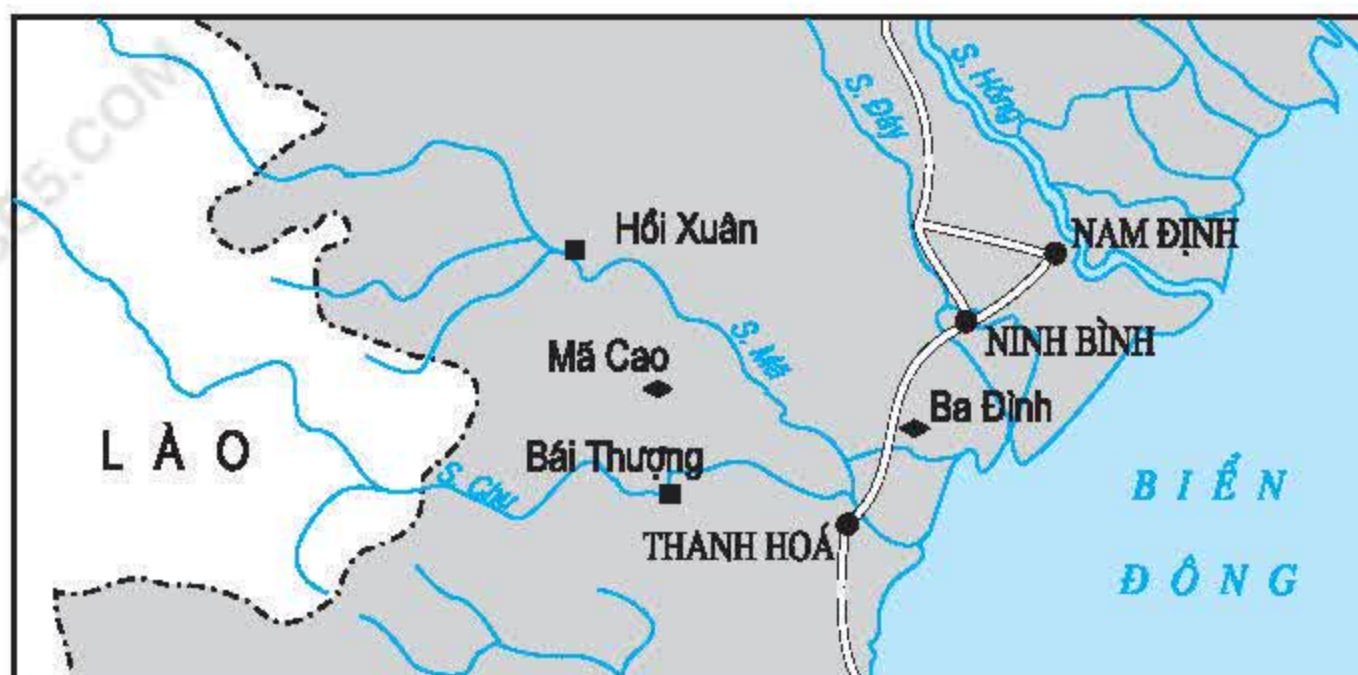 S. Hồng
S. Đáy
Hồi Xuân
NAM ĐỊNH
S. Mã
NINH BÌNH
Mã Cao
Ba Đình
LÀO
Bái Thượng
S. Chu
BIỂN
ĐÔNG
THANH HOÁ
.COM